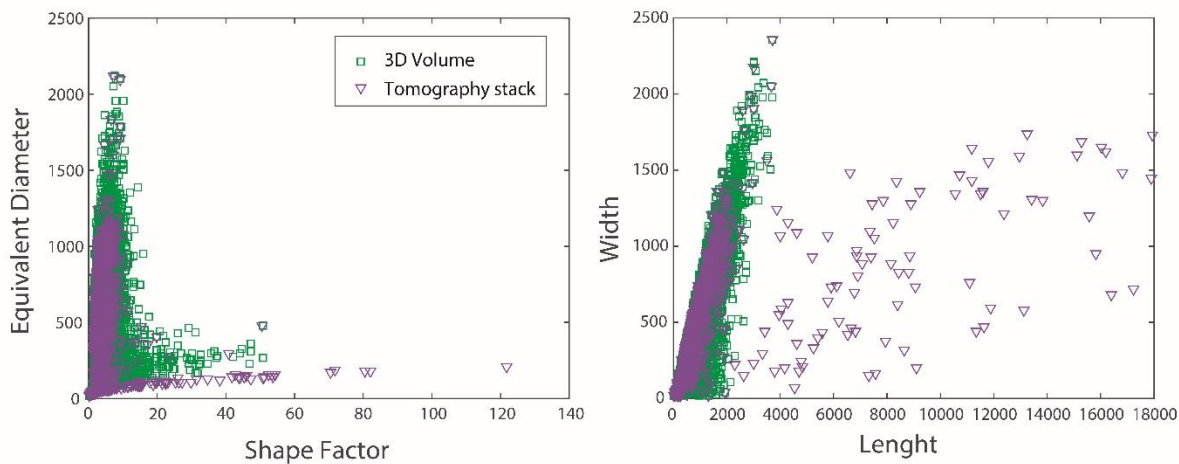 2500
2000
1500
1000
500
0
Equivalent Diameter
3D Volume
Tomography stack
0 20 40 60 80 100 120 140
Shape Factor
2500
2000
1500
1000
500
0
Width
0 2000 4000 6000 8000 10000 12000 14000 16000 18000
Lenght